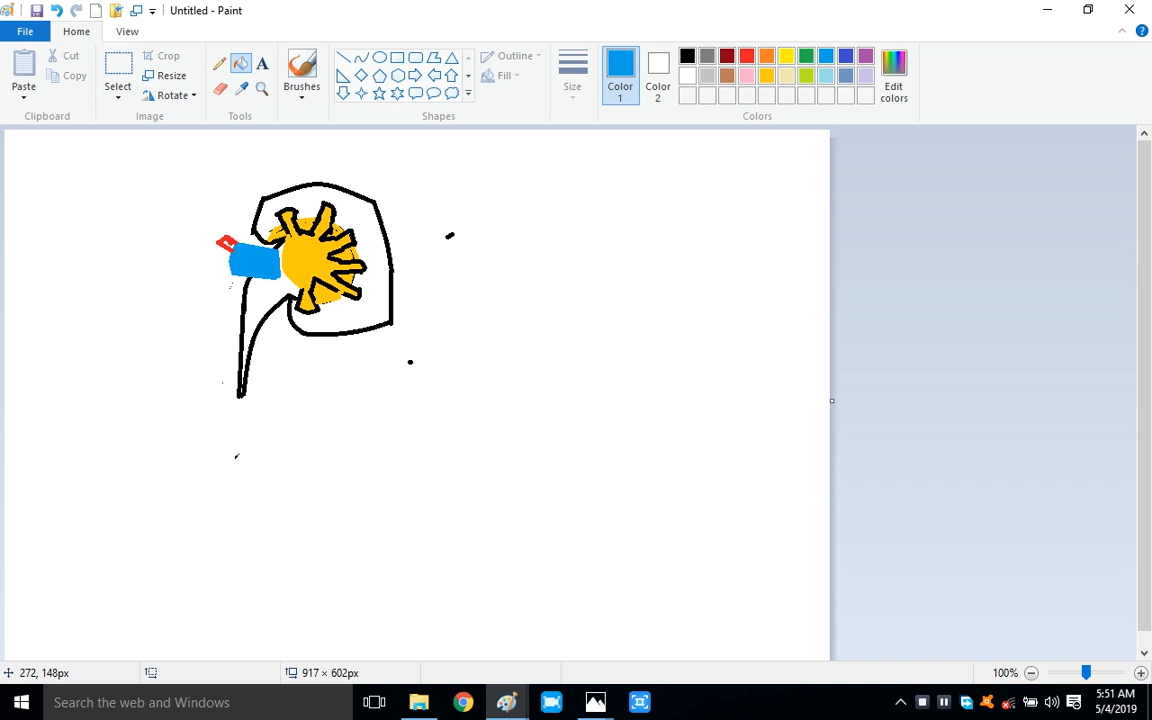 Untitled - Paint
File Home View
Paste
Cut
Copy
Clipboard
Select
Crop
Resize
Rotate
Image
A
Tools
Brushes
Outline
Fill
Shapes
Size
Color 1
Color 2
Edit colors
Colors
272, 148px
917 × 602px
100%
Search the web and Windows
5:51 AM
5/4/2019